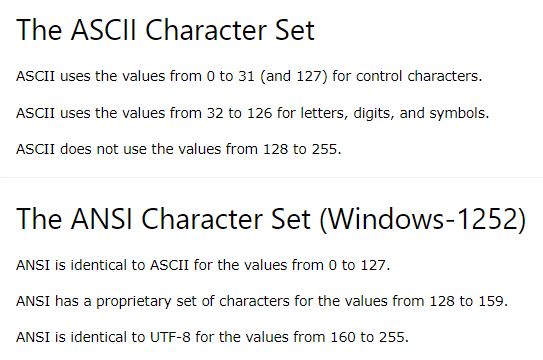 The ASCII Character Set
ASCII uses the values from 0 to 31 (and 127) for control characters.
ASCII uses the values from 32 to 126 for letters, digits, and symbols.
ASCII does not use the values from 128 to 255.
The ANSI Character Set (Windows-1252)
ANSI is identical to ASCII for the values from 0 to 127.
ANSI has a proprietary set of characters for the values from 128 to 159.
ANSI is identical to UTF-8 for the values from 160 to 255.